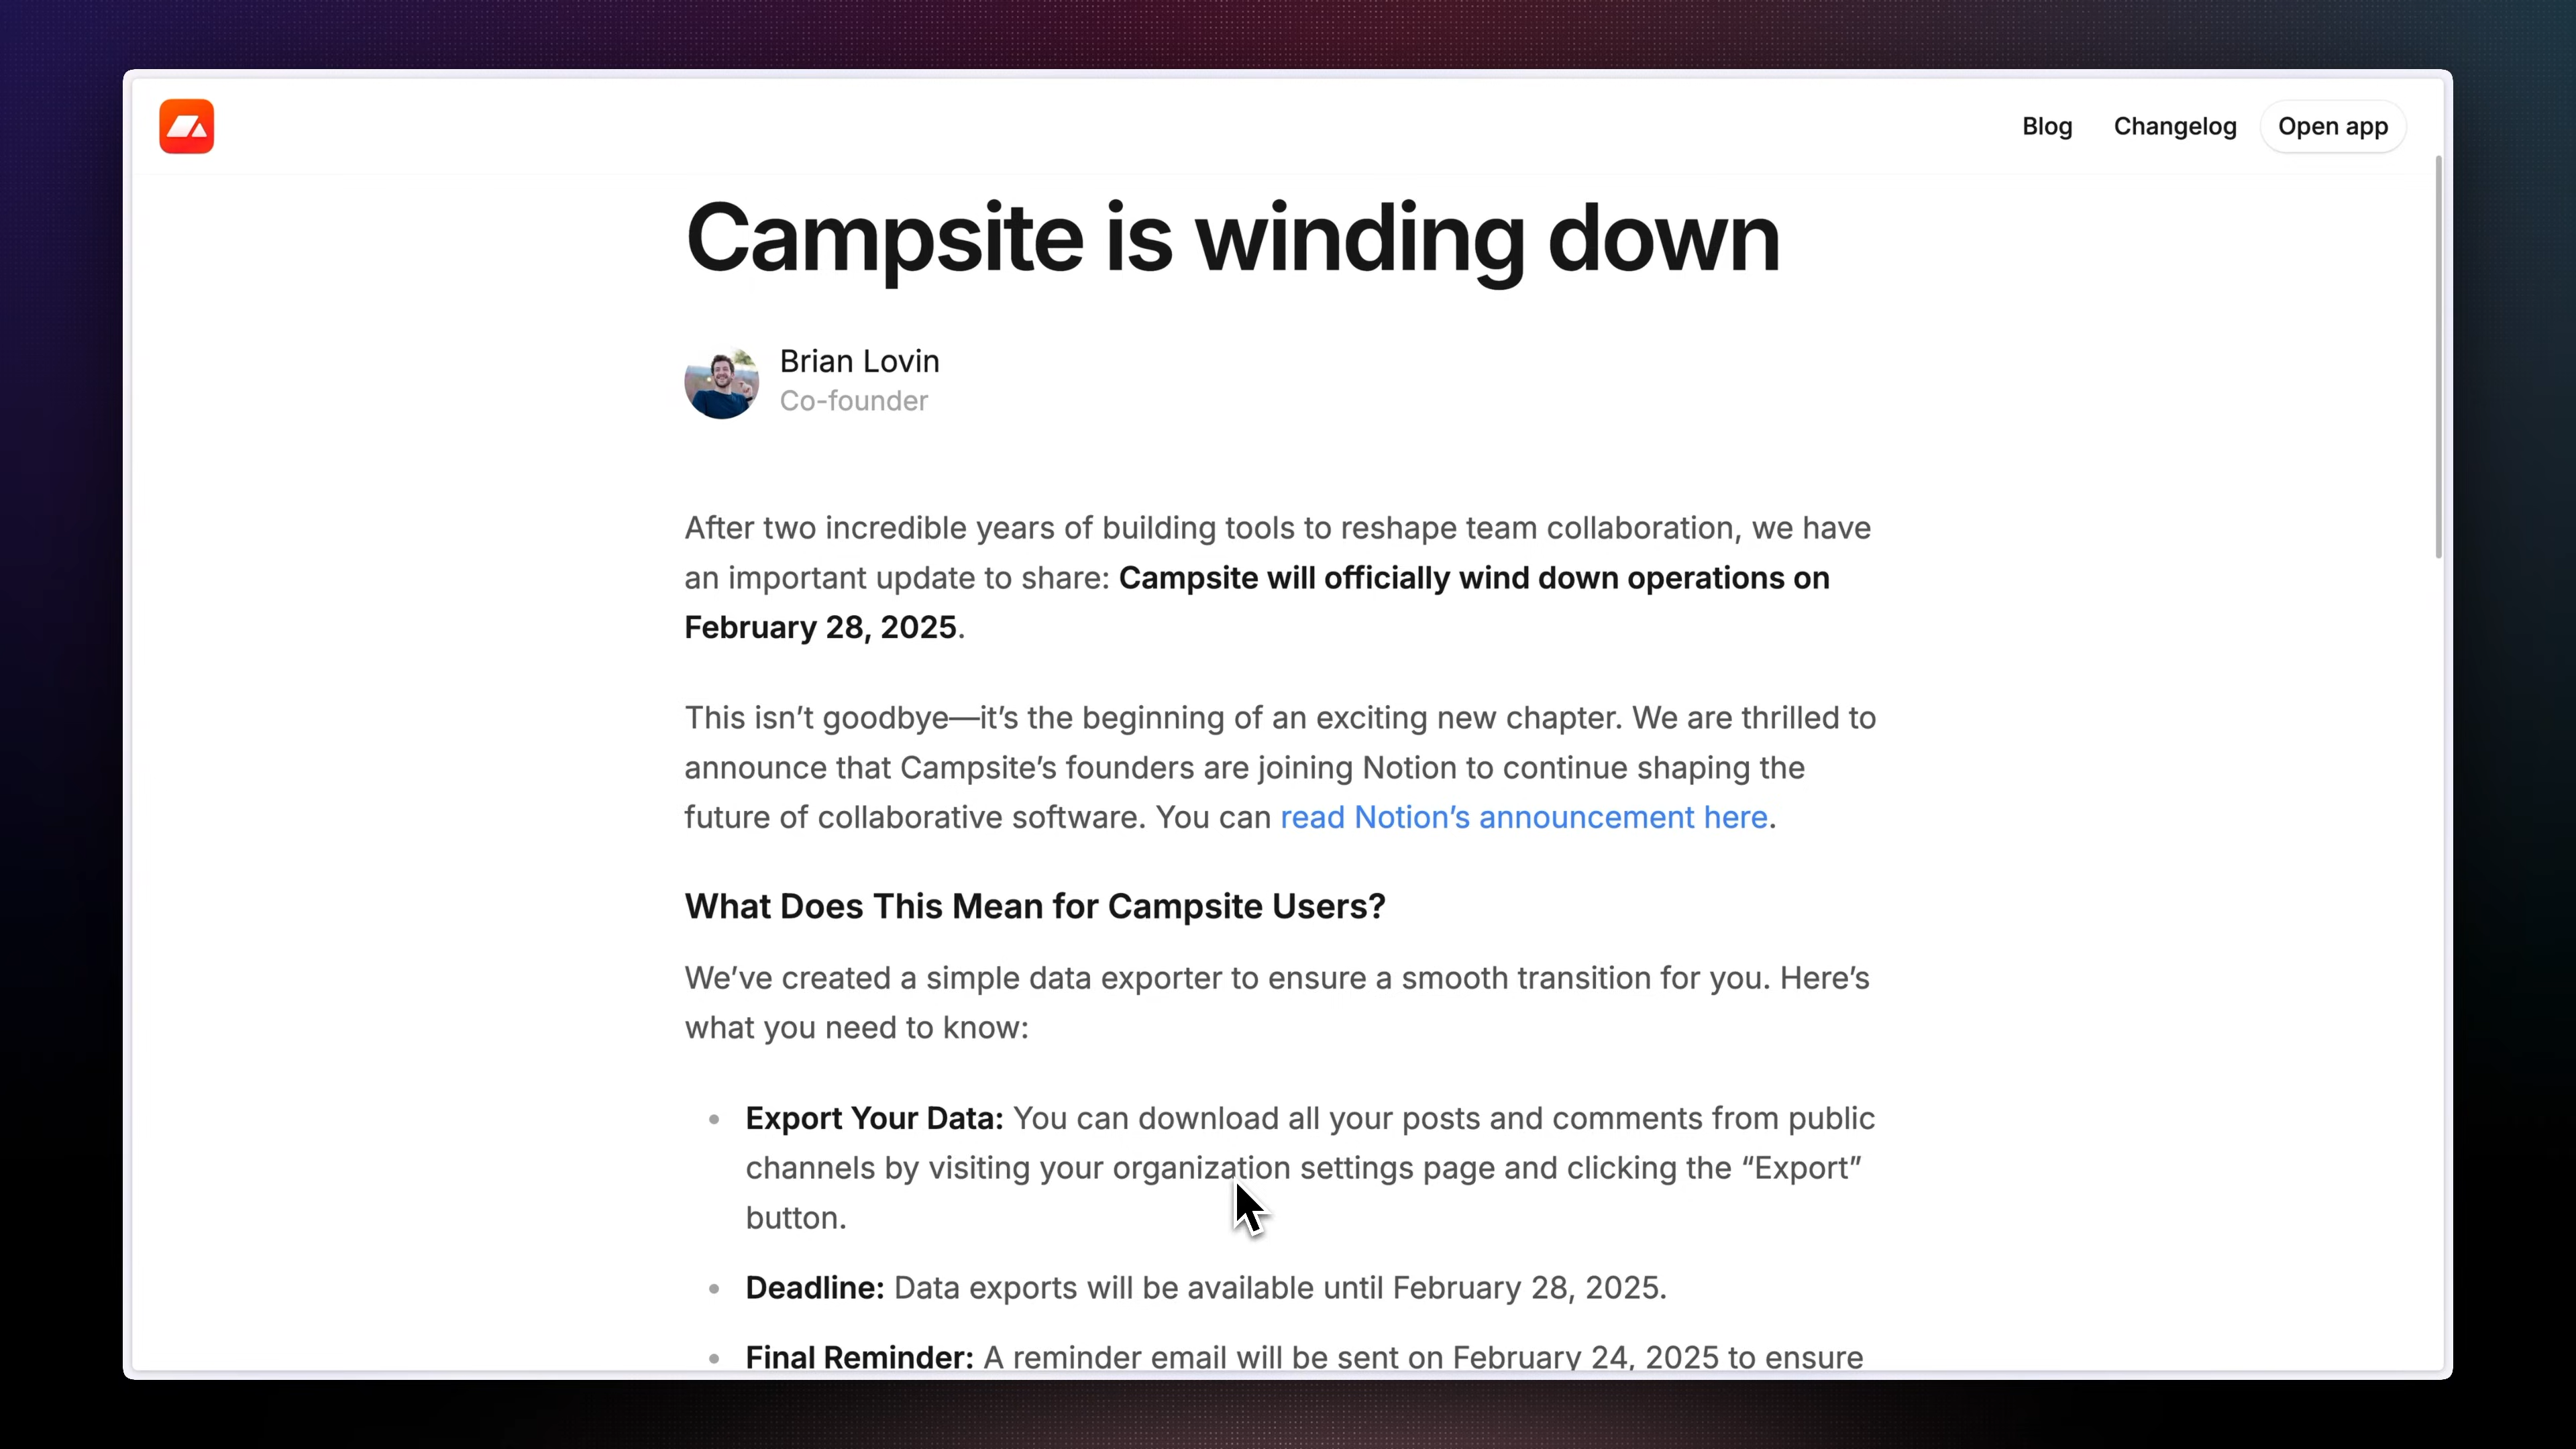 Blog Changelog Open app
Campsite is winding down
Brian Lovin
Co-founder
After two incredible years of building tools to reshape team collaboration, we have
an important update to share: Campsite will officially wind down operations on
February 28, 2025.
This isn’t goodbye—it’s the beginning of an exciting new chapter. We are thrilled to
announce that Campsite’s founders are joining Notion to continue shaping the
future of collaborative software. You can read Notion’s announcement here.
What Does This Mean for Campsite Users?
We’ve created a simple data exporter to ensure a smooth transition for you. Here’s
what you need to know:
• Export Your Data: You can download all your posts and comments from public
channels by visiting your organization settings page and clicking the “Export”
button.
• Deadline: Data exports will be available until February 28, 2025.
• Final Reminder: A reminder email will be sent on February 24, 2025 to ensure